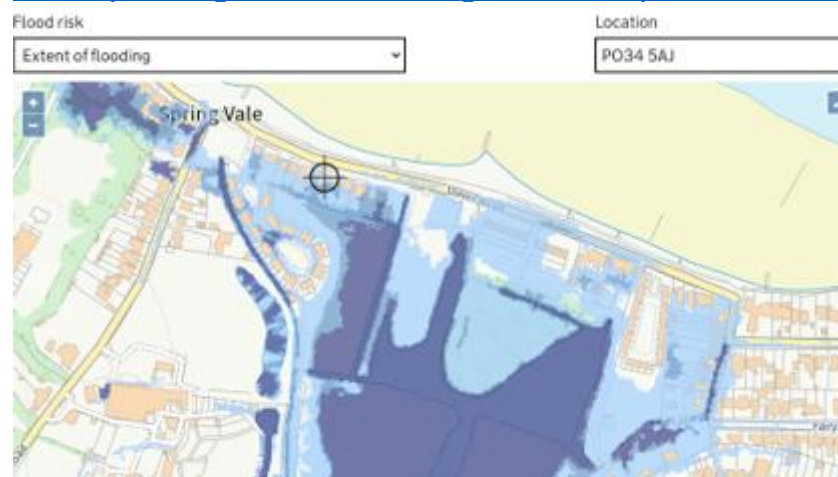 Flood risk
Location
Extent of flooding
PO34 5AJ
+
Spring Vale
-